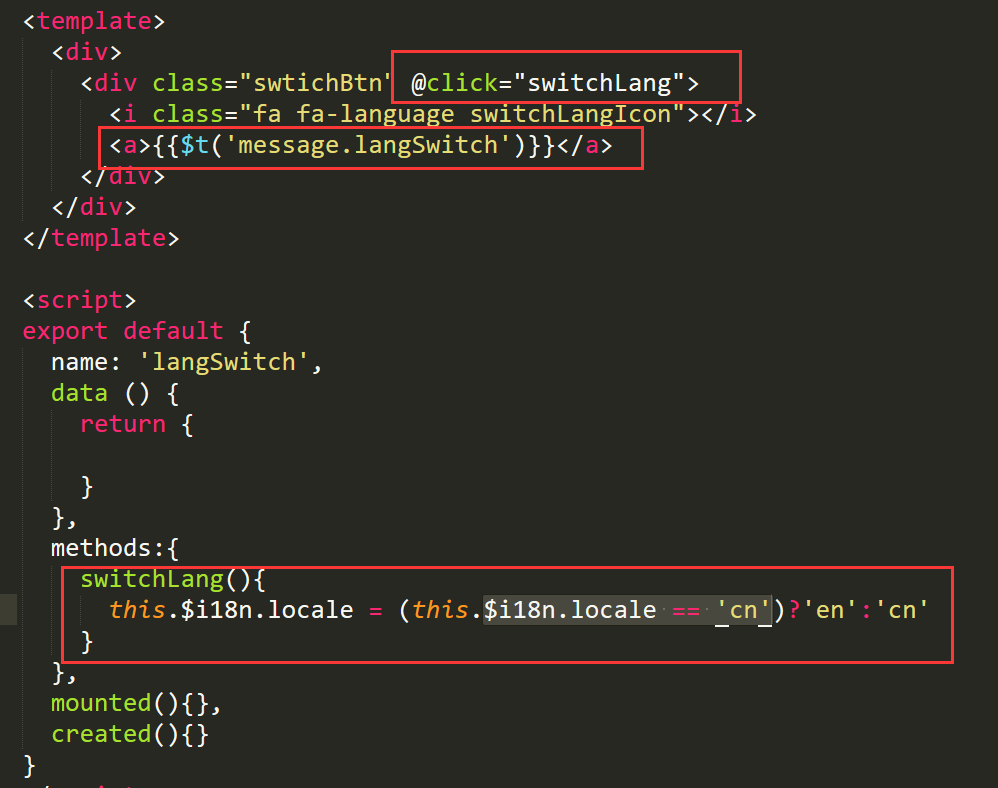 <template>
<div>
<div class="swtichBtn" @click="switchLang">
<i class="fa fa-language switchLangIcon"></i>
<a>{{$t('message.langSwitch')}}</a>
</div>
</div>
</template>
<script>
export default {
name: 'langSwitch',
data () {
return {
}
},
methods:{
switchLang(){
this.$i18n.locale = (this.$i18n.locale == 'cn')?'en':'cn'
}
},
mounted(){},
created(){}
}